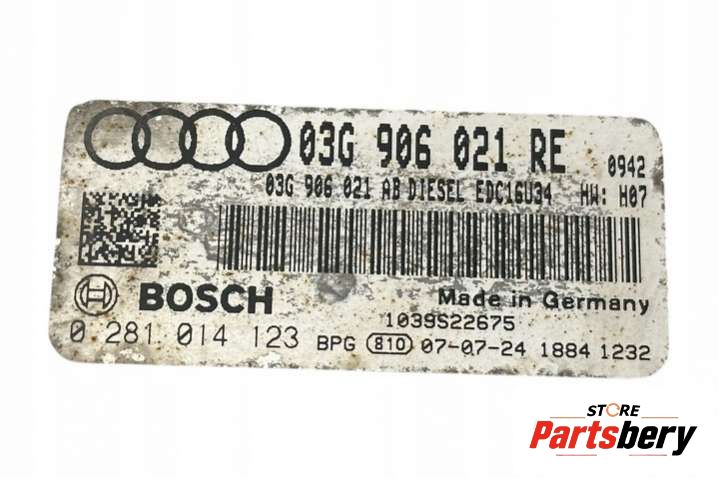 03G 906 021 RE 0942
03G 906 021 AB DIESEL EDC16U34 HW: H07
BOSCH Made in Germany
1039S22675
0 281 014 123 BPG 810 07-07-24 1884 1232
STORE
Partsbery